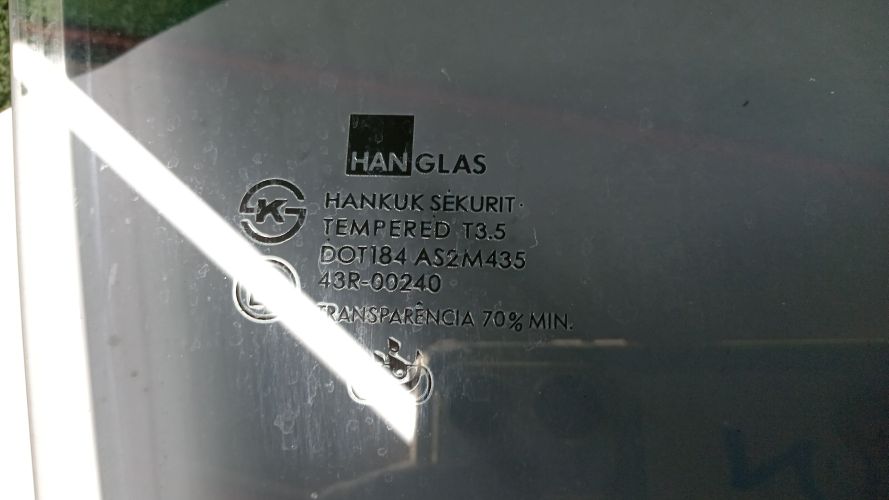 HANGLAS
HANKUK SEKURIT
TEMPERED T3.5
DOT184 AS2M435
43R-00240
TRANSPARÊNCIA 70% MIN.